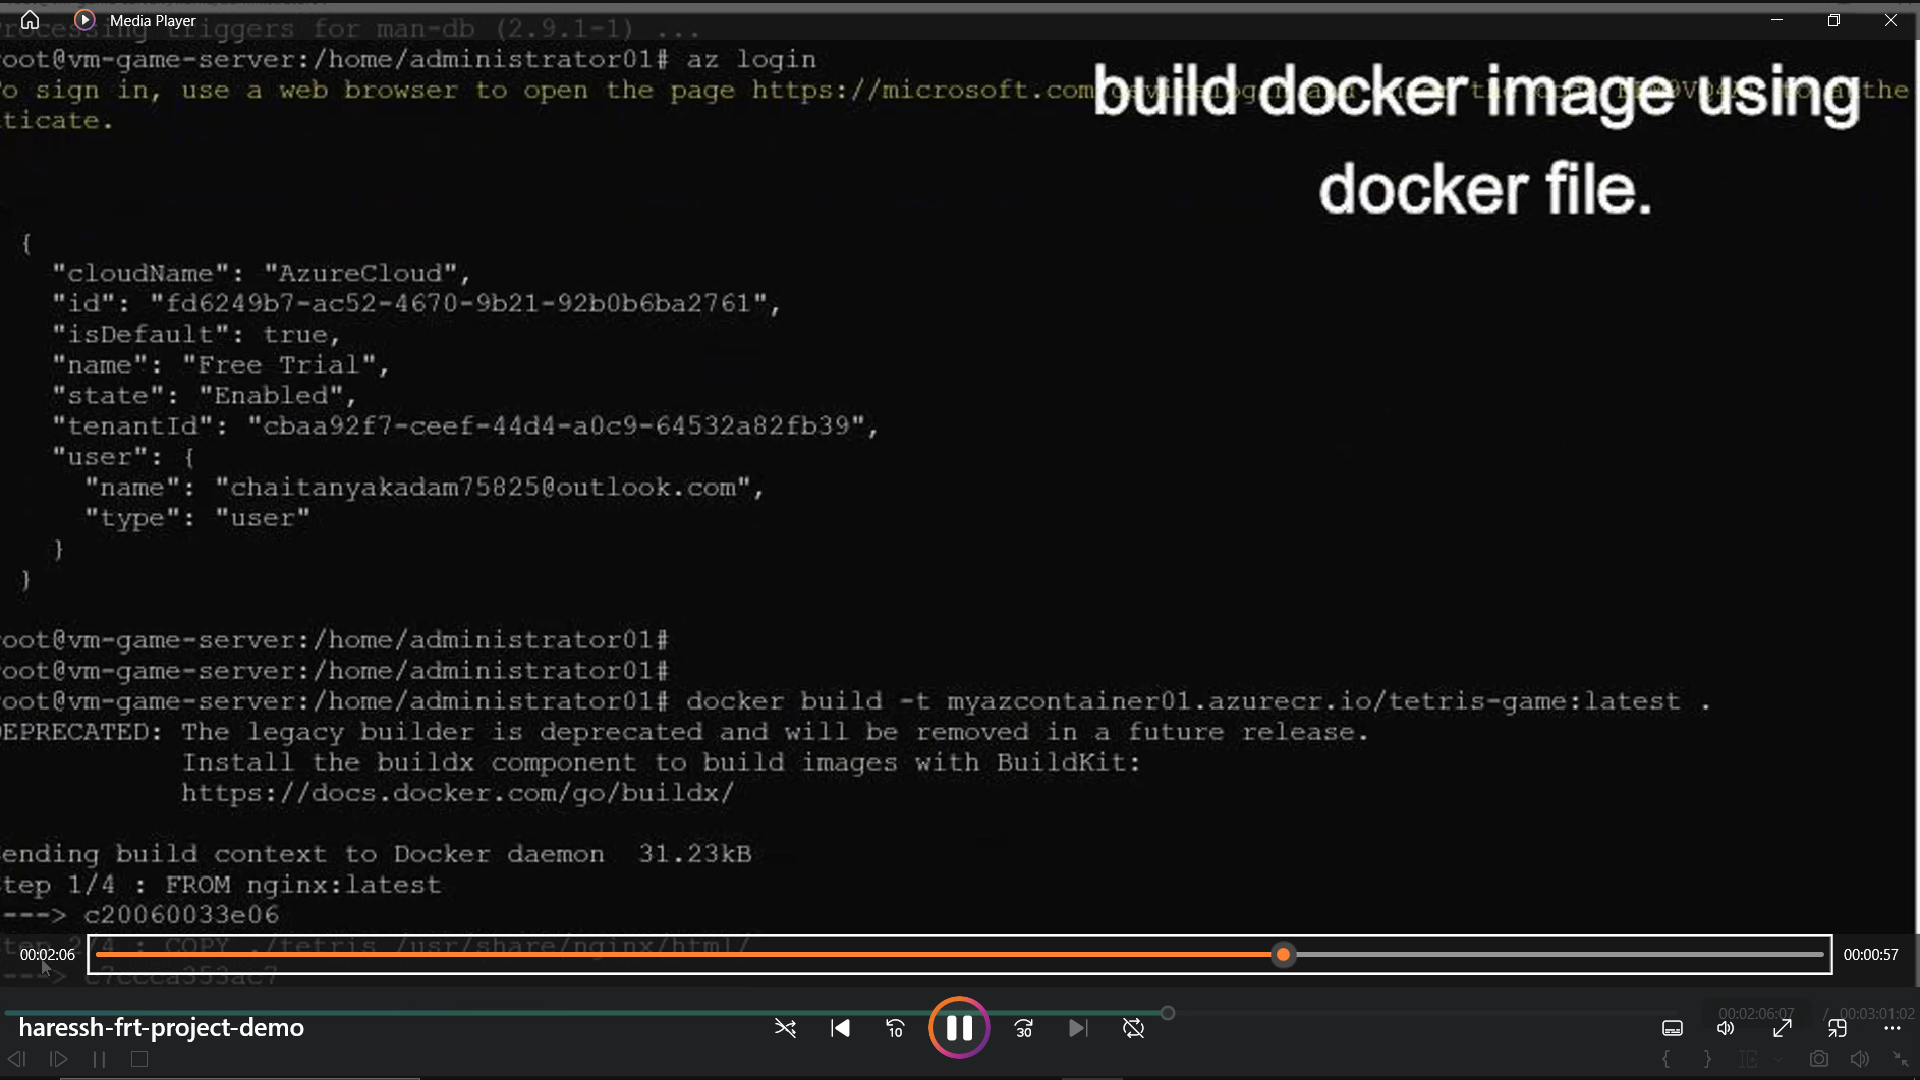 Media Player
Processing triggers for man-db (2.9.1-1) ...
oot@vm-game-server:/home/administrator01# az login
o sign in, use a web browser to open the page https://microsoft.com the
ticate.
build docker image using
docker file.
{
"cloudName": "AzureCloud",
"id": "fd6249b7-ac52-4670-9b21-92b0b6ba2761",
"isDefault": true,
"name": "Free Trial",
"state": "Enabled",
"tenantId": "cbaa92f7-ceef-44d4-a0c9-64532a82fb39",
"user": {
"name": "chaitanyakadam75825@outlook.com",
"type": "user"
}
}
oot@vm-game-server:/home/administrator01#
oot@vm-game-server:/home/administrator01#
oot@vm-game-server:/home/administrator01# docker build -t myazcontainer01.azurecr.io/tetris-game:latest .
EPRECATED: The legacy builder is deprecated and will be removed in a future release.
Install the buildx component to build images with BuildKit:
https://docs.docker.com/go/buildx/
ending build context to Docker daemon 31.23kB
tep 1/4 : FROM nginx:latest
---> c20060033e06
tep 2/4 : COPY ./tetris /usr/share/nginx/html/
---> c7ccca353ac7
00:02:06
00:00:57
00:02:06:07 / 00:03:01:02
haressh-frt-project-demo
10
30